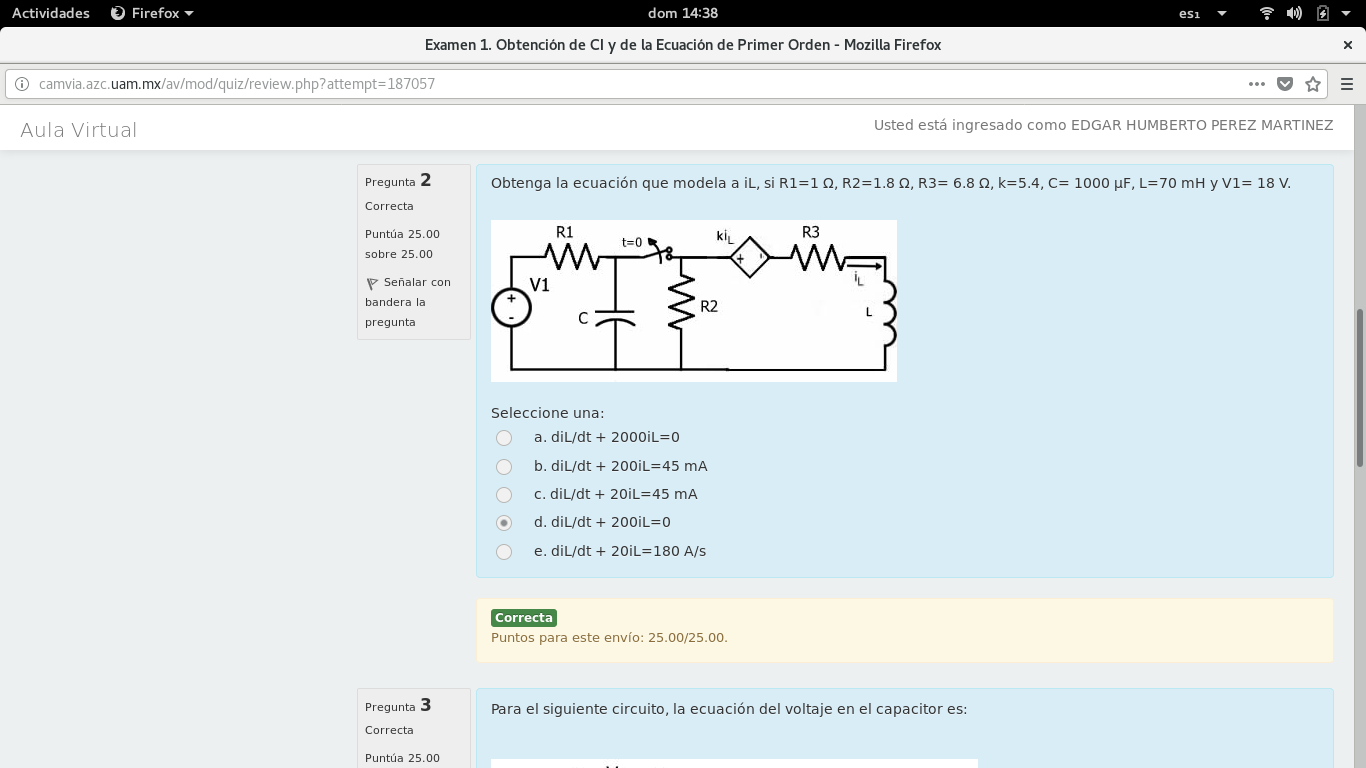 Actividades Firefox dom 14:38 es₁
Examen 1. Obtención de CI y de la Ecuación de Primer Orden - Mozilla Firefox ×
camvia.azc.uam.mx/av/mod/quiz/review.php?attempt=187057
Aula Virtual
Usted está ingresado como EDGAR HUMBERTO PEREZ MARTINEZ
Pregunta 2
Correcta
Puntúa 25.00
sobre 25.00
Señalar con
bandera la
pregunta
Obtenga la ecuación que modela a iL, si R1=1 Ω, R2=1.8 Ω, R3= 6.8 Ω, k=5.4, C= 1000 µF, L=70 mH y V1= 18 V.
R1 t=0 kiL R3
V1 + - C R2 + iL L
Seleccione una:
a. diL/dt + 2000iL=0
b. diL/dt + 200iL=45 mA
c. diL/dt + 20iL=45 mA
d. diL/dt + 200iL=0
e. diL/dt + 20iL=180 A/s
Correcta
Puntos para este envío: 25.00/25.00.
Pregunta 3
Correcta
Puntúa 25.00
Para el siguiente circuito, la ecuación del voltaje en el capacitor es: